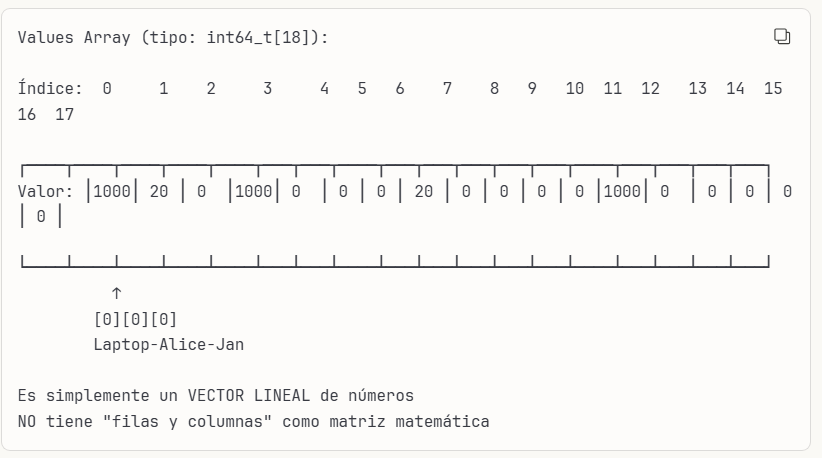 Values Array (tipo: int64_t[18]):
Índice:  0     1    2     3     4   5   6    7    8   9   10  11  12   13  14  15
16  17
┌────┬────┬────┬────┬────┬────┬───┬───┬────┬───┬───┬───┬────┬───┬───┬───┬───┐
Valor: │1000│ 20 │ 0  │1000│ 0  │ 0 │ 0 │ 20 │ 0 │ 0 │ 0 │ 0 │1000│ 0  │ 0 │ 0 │ 0
│ 0 │
└────┴────┴────┴────┴────┴────┴───┴───┴────┴───┴───┴───┴────┴───┴───┴───┴───┘
↑
[0][0][0]
Laptop-Alice-Jan
Es simplemente un VECTOR LINEAL de números
NO tiene "filas y columnas" como matriz matemática